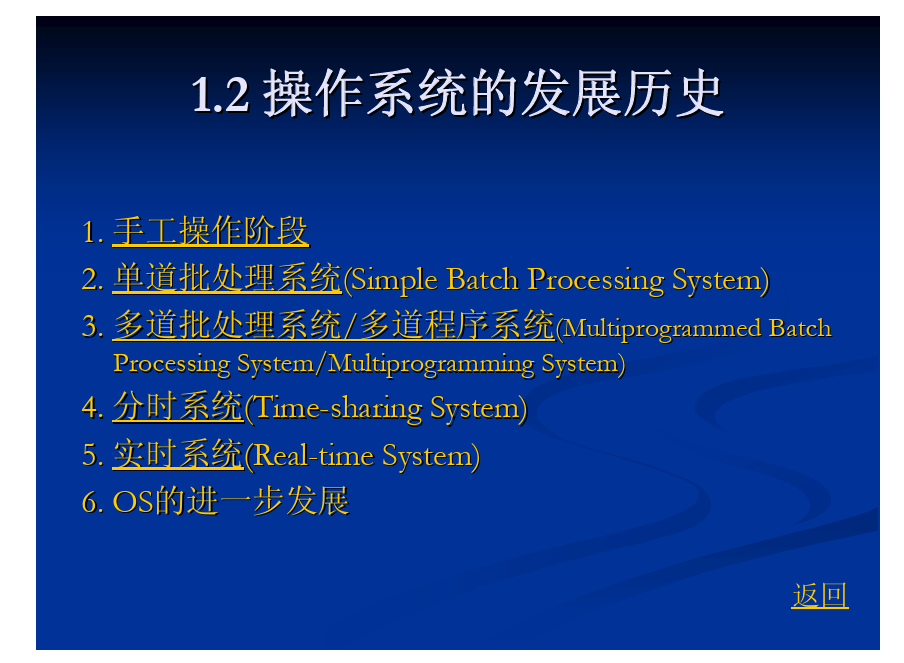 1.2 操作系统的发展历史
1. 手工操作阶段
2. 单道批处理系统(Simple Batch Processing System)
3. 多道批处理系统/多道程序系统(Multiprogrammed Batch
Processing System/Multiprogramming System)
4. 分时系统(Time-sharing System)
5. 实时系统(Real-time System)
6. OS的进一步发展
返回